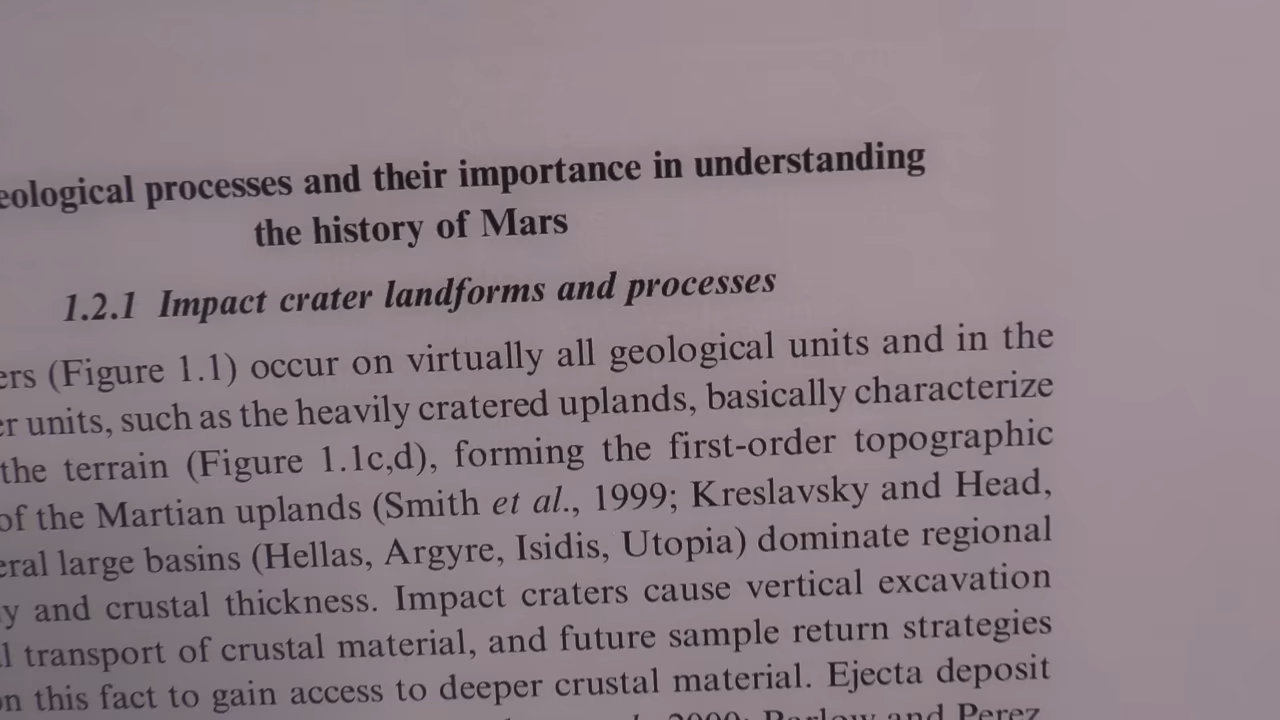 eological processes and their importance in understanding
the history of Mars
1.2.1 Impact crater landforms and processes
ers (Figure 1.1) occur on virtually all geological units and in the
er units, such as the heavily cratered uplands, basically characterize
the terrain (Figure 1.1c,d), forming the first-order topographic
of the Martian uplands (Smith et al., 1999; Kreslavsky and Head,
eral large basins (Hellas, Argyre, Isidis, Utopia) dominate regional
y and crustal thickness. Impact craters cause vertical excavation
l transport of crustal material, and future sample return strategies
on this fact to gain access to deeper crustal material. Ejecta deposit
2000; Barlow and Perez,